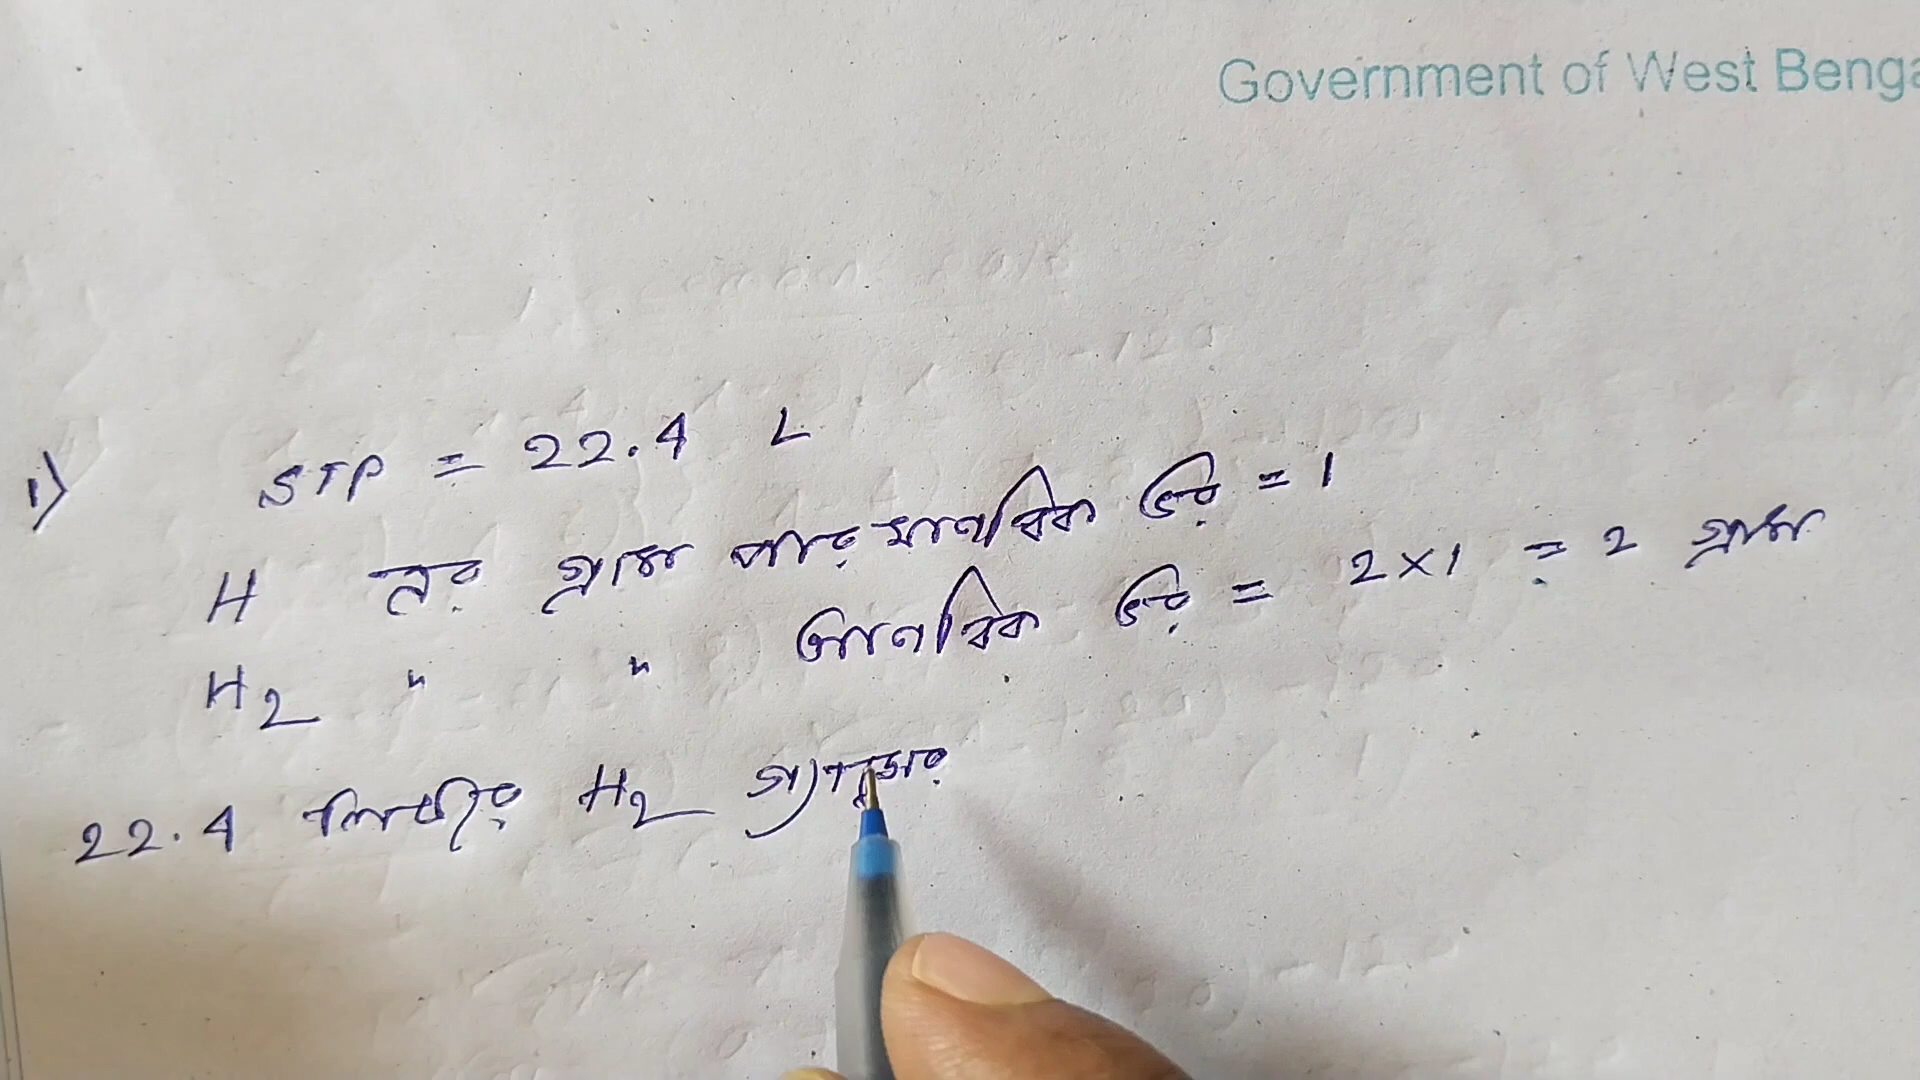 Government of West Benga
1) STP = 22.4 L
H এর গ্রাম পারমাণবিক ভর = 1
H2 " " আণবিক ভর = 2×1 = 2 গ্রাম
22.4 লিটার H2 গ্যাসের